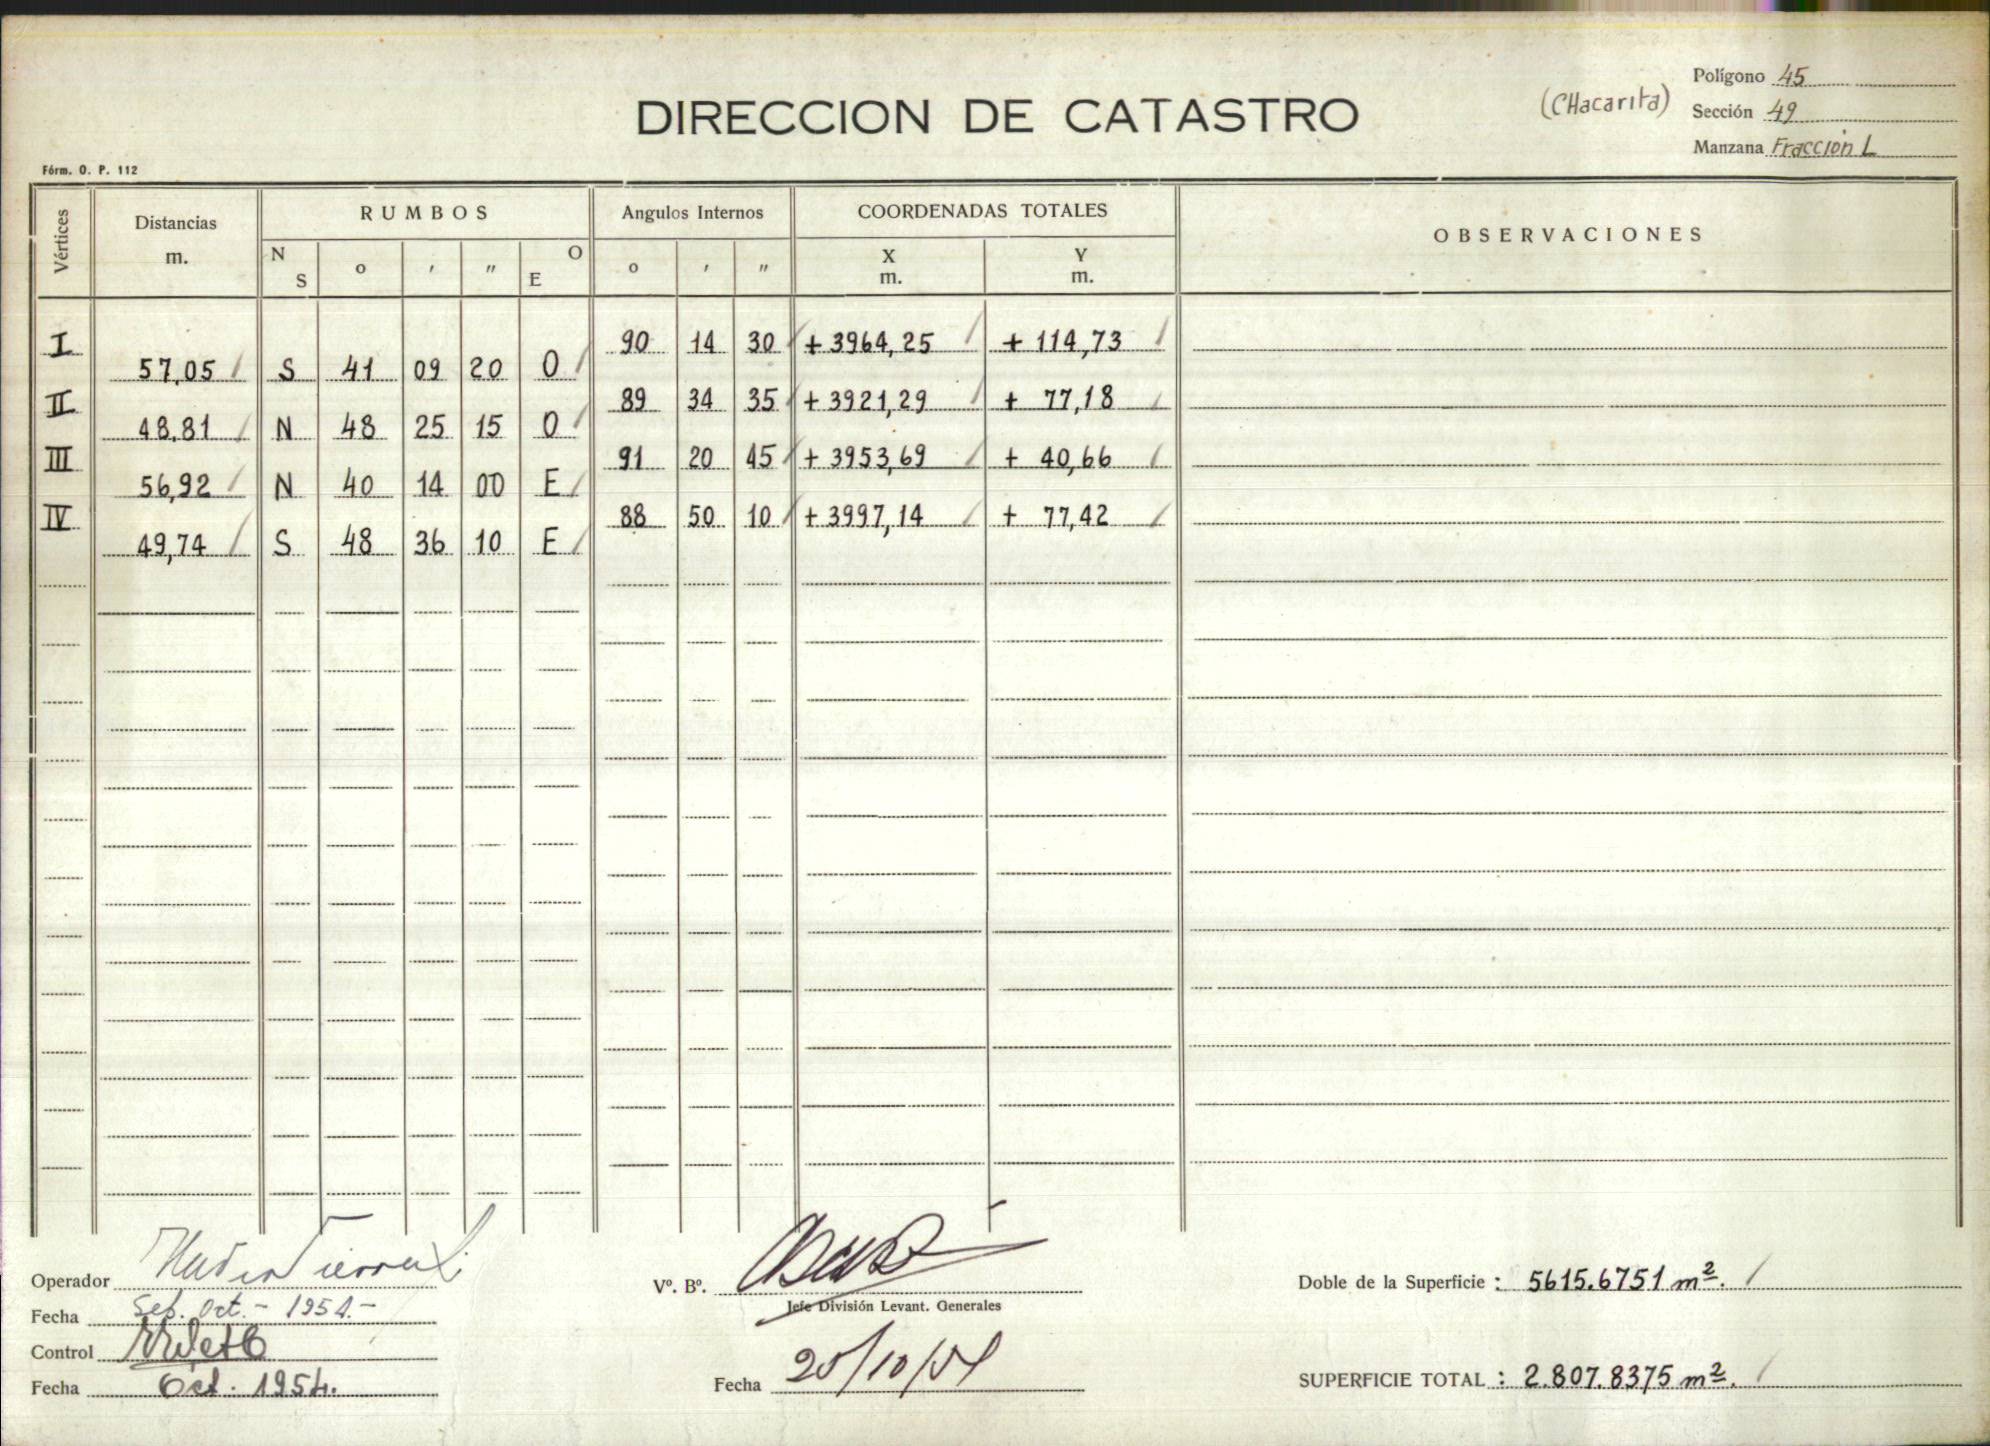 Polígono 45
DIRECCION DE CATASTRO
(CHacarita)
Sección 49
Manzana Fracción L
Fórm. O. P. 112
Vértices
Distancias
m.
RUMBOS
Angulos Internos
COORDENADAS TOTALES
OBSERVACIONES
N S o ′ ″ O E
o ′ ″
X m.
Y m.
I 90 14 30 +3964,25 + 114,73
57,05 S 41 09 20 O
II 89 34 35 +3921,29 + 77,18
48,81 N 48 25 15 O
III 91 20 45 +3953,69 + 40,66
56,92 N 40 14 00 E
IV 88 50 10 +3997,14 + 77,42
49,74 S 48 36 10 E
Operador
Fecha Set. Oct. - 1954.-
Control
Fecha Oct. 1954.
Vº. Bº.
Jefe División Levant. Generales
Fecha 25/10/54
Doble de la Superficie : 5615.6751 m².
SUPERFICIE TOTAL : 2.807.8375 m².